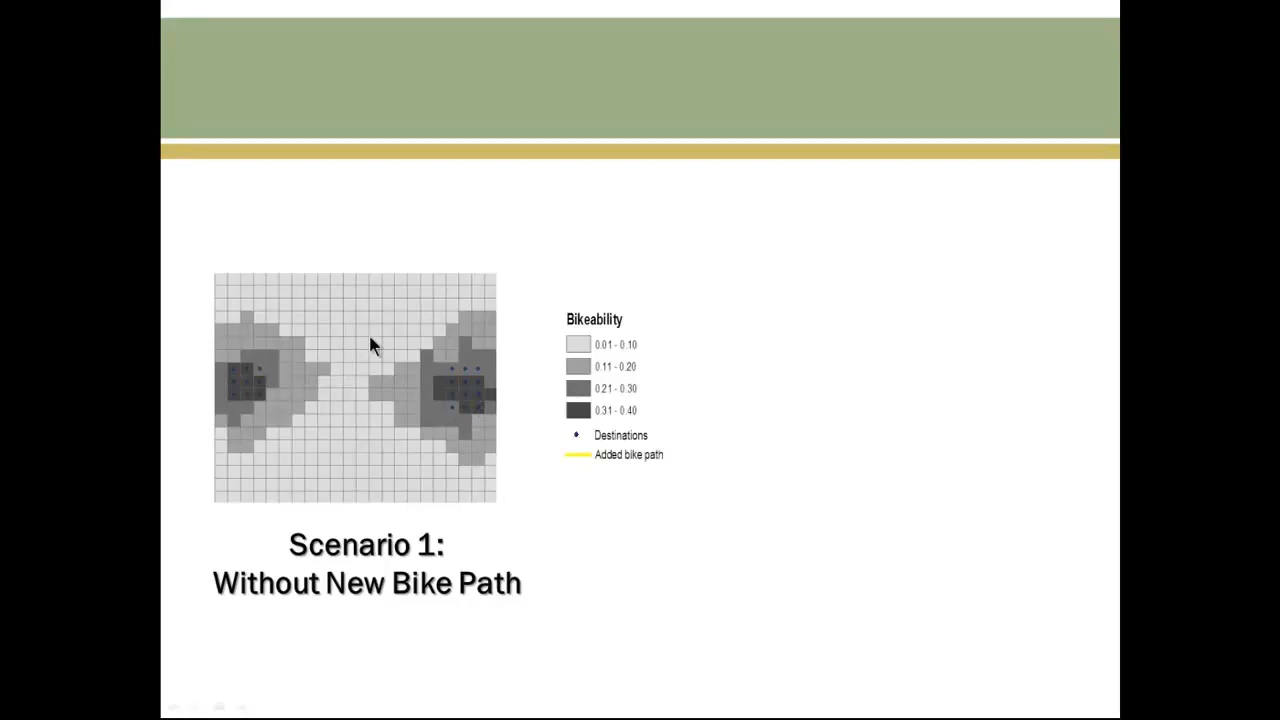 Bikeability
0.01 - 0.10
0.11 - 0.20
0.21 - 0.30
0.31 - 0.40
Destinations
Added bike path
Scenario 1:
Without New Bike Path